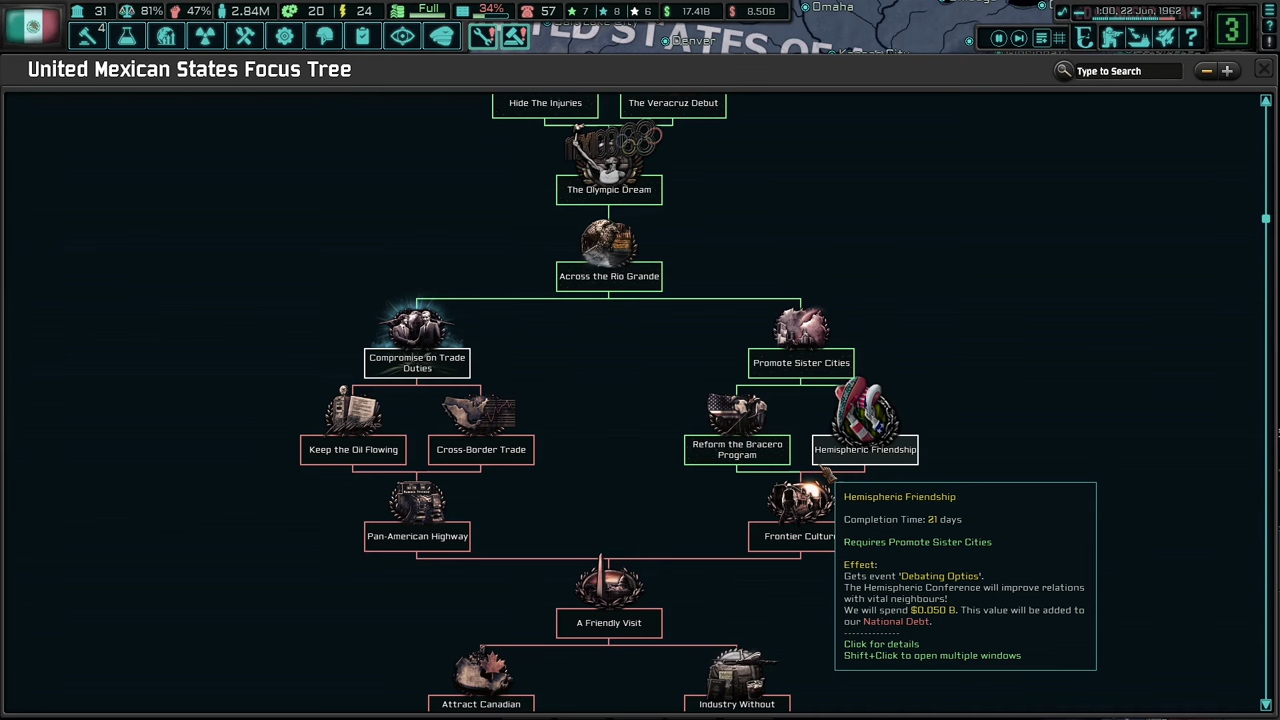 31 81% 47% 2.84M 20 24 Full 34% 57 7 8 6 17.41B 8.50B 1:00, 22 Jun, 1962
4
3
Omaha
Denver
United Mexican States Focus Tree
Type to Search
Hide The Injuries
The Veracruz Debut
The Olympic Dream
Across the Rio Grande
Compromise on Trade
Duties
Promote Sister Cities
Keep the Oil Flowing
Cross-Border Trade
Reform the Bracero
Program
Hemispheric Friendship
Pan-American Highway
Frontier Culture
A Friendly Visit
Attract Canadian
Industry Without
Hemispheric Friendship
Completion Time: 21 days
Requires Promote Sister Cities
Effect:
Gets event 'Debating Optics'.
The Hemispheric Conference will improve relations
with vital neighbours!
We will spend $0.050 B. This value will be added to
our National Debt.
--------------
Click for details
Shift+Click to open multiple windows